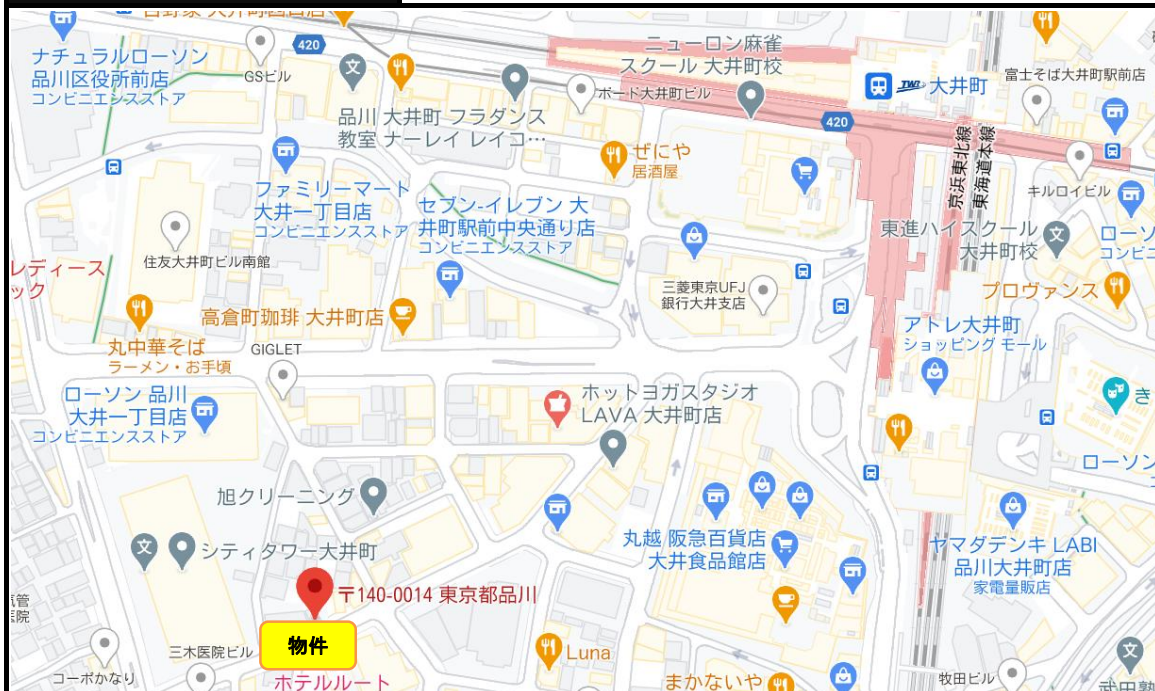 ナチュラルローソン
品川区役所前店
コンビニエンスストア
GSビル
420
品川 大井町 フラダンス
教室 ナーレイ レイコ…
ニューロン麻雀
スクール 大井町校
ボード大井町ビル
420
大井町
富士そば大井町駅前店
京浜東北線
東海道本線
キルロイビル
ぜにや
居酒屋
ファミリーマート
大井一丁目店
コンビニエンスストア
セブン-イレブン 大
井町駅前中央通り店
コンビニエンスストア
東進ハイスクール
大井町校
ローソ
コンビニ
住友大井町ビル南館
レディース
ック
三菱東京UFJ
銀行大井支店
プロヴァンス
高倉町珈琲 大井町店
アトレ大井町
ショッピング モール
丸中華そば
ラーメン・お手頃
GIGLET
ローソン 品川
大井一丁目店
コンビニエンスストア
ホットヨガスタジオ
LAVA 大井町店
き
ローソン
旭クリーニング
丸越 阪急百貨店
大井食品館店
ヤマダデンキ LABI
品川大井町店
家電量販店
シティタワー大井町
〒140-0014 東京都品川
物件
三木医院ビル
コーポかなり
ホテルルート
Luna
まかないや
牧田ビル